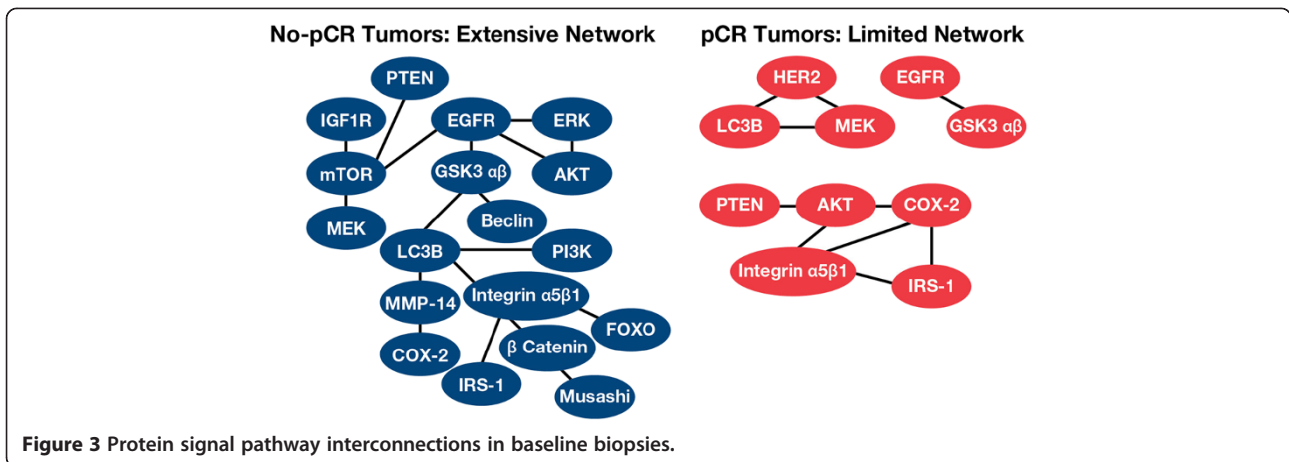 No-pCR Tumors: Extensive Network
PTEN
IGF1R
EGFR
ERK
mTOR
GSK3 αβ
AKT
MEK
Beclin
LC3B
PI3K
MMP-14
Integrin α5β1
FOXO
COX-2
β Catenin
IRS-1
Musashi
pCR Tumors: Limited Network
HER2
EGFR
LC3B
MEK
GSK3 αβ
PTEN
AKT
COX-2
Integrin α5β1
IRS-1
Figure 3 Protein signal pathway interconnections in baseline biopsies.